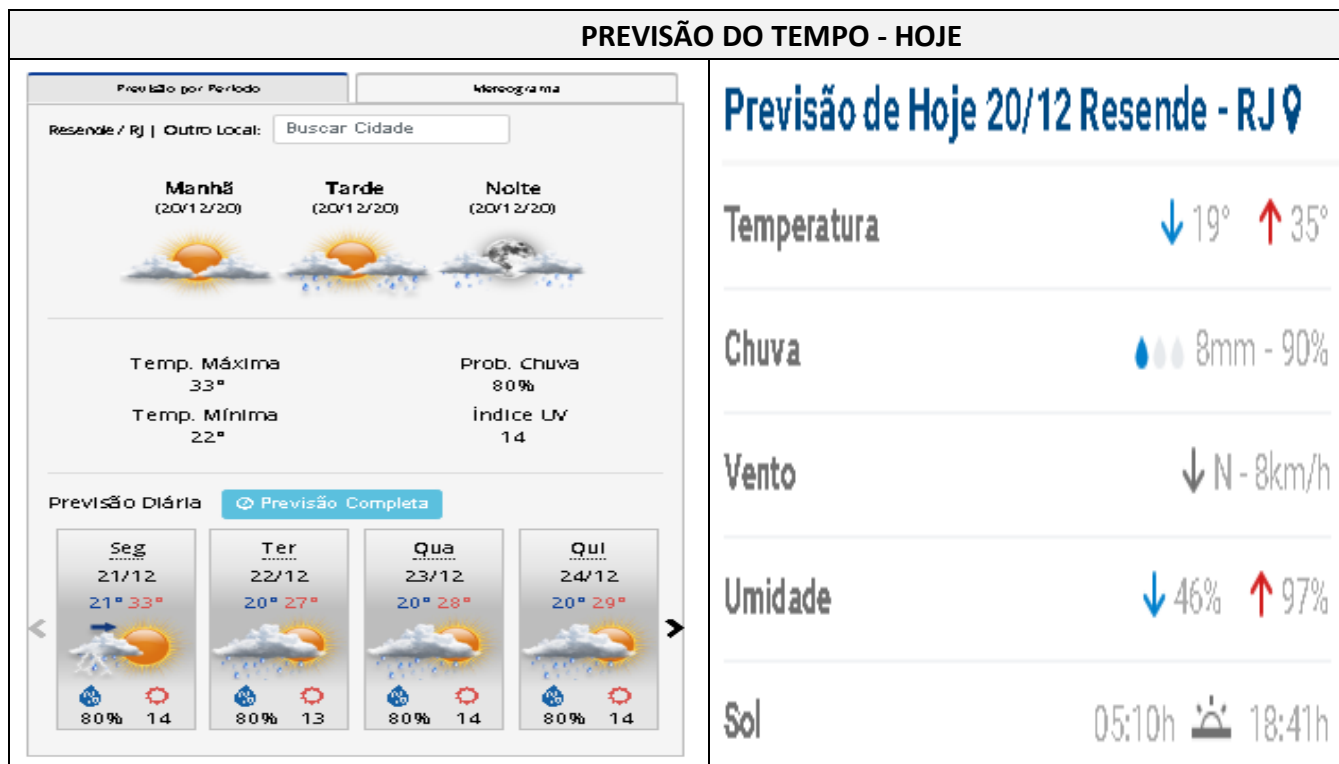 PREVISÃO DO TEMPO - HOJE
Previsão por Período
Meteograma
Resende / RJ | Outro Local: Buscar Cidade
Manhã Tarde Noite
(20/12/20) (20/12/20) (20/12/20)
Temp. Máxima Prob. Chuva
33° 80%
Temp. Mínima Índice UV
22° 14
Previsão Diária Previsão Completa
Seg Ter Qua Qui
21/12 22/12 23/12 24/12
21° 33° 20° 27° 20° 28° 20° 29°
80% 14 80% 13 80% 14 80% 14
Previsão de Hoje 20/12 Resende - RJ
Temperatura 19° 35°
Chuva 8mm - 90%
Vento N - 8km/h
Umidade 46% 97%
Sol 05:10h 18:41h